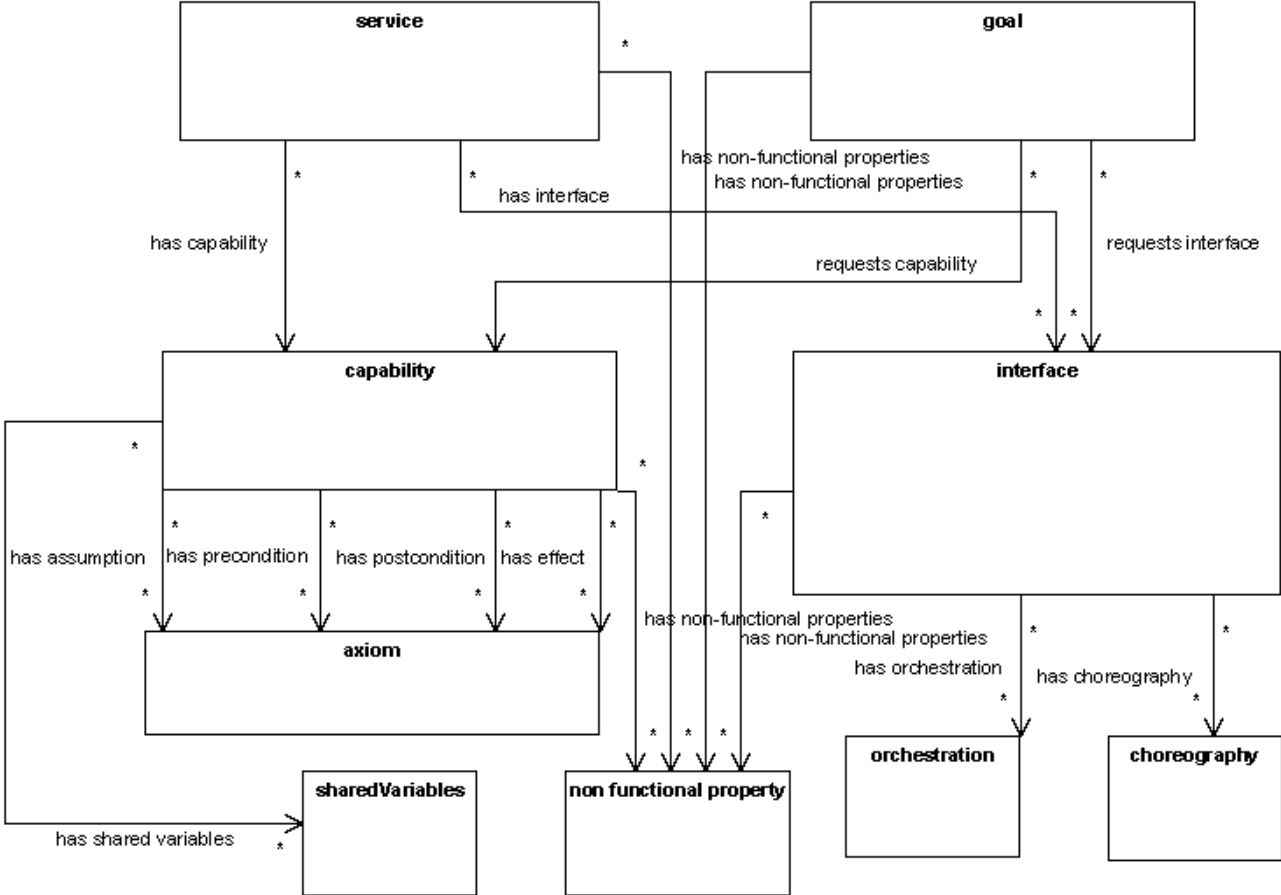 service
goal
*
*
*
*
*
has non-functional properties
has non-functional properties
has interface
has capability
requests interface
requests capability
*
*
capability
interface
*
*
*
*
*
*
*
has assumption
has precondition
has postcondition
has effect
*
*
*
*
has non-functional properties
has non-functional properties
*
*
axiom
has orchestration
has choreography
*
*
*
*
*
orchestration
choreography
sharedVariables
non functional property
has shared variables
*